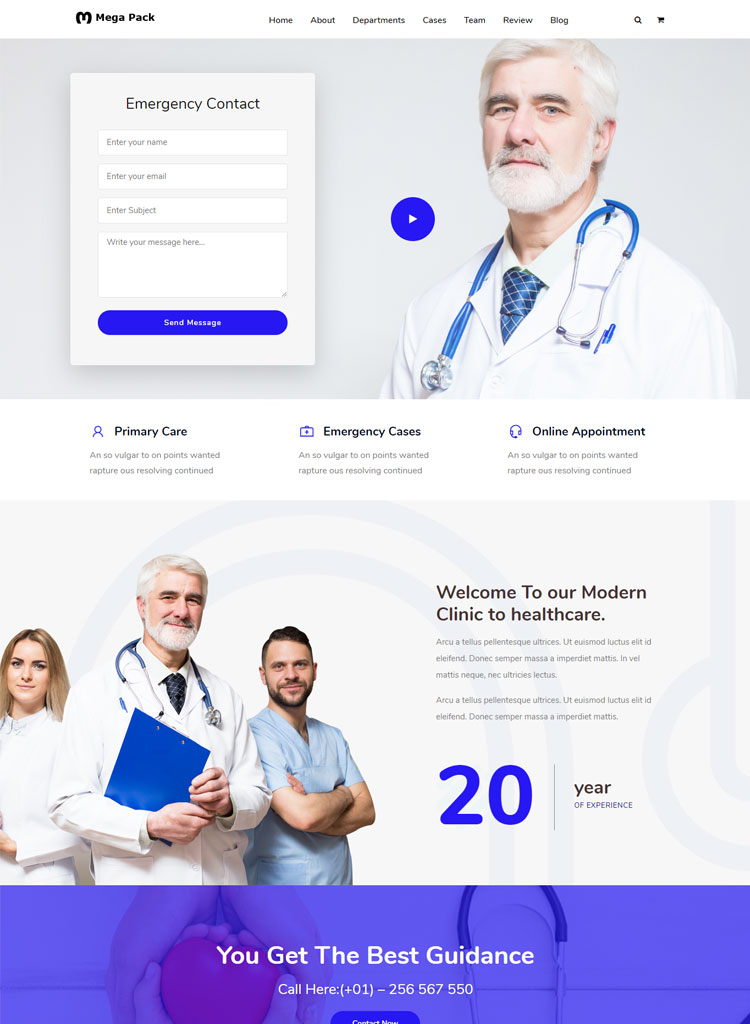 Mega Pack
Home About Departments Cases Team Review Blog
Emergency Contact
Enter your name
Enter your email
Enter Subject
Write your message here...
Send Message
Primary Care
An so vulgar to on points wanted
rapture ous resolving continued
Emergency Cases
An so vulgar to on points wanted
rapture ous resolving continued
Online Appointment
An so vulgar to on points wanted
rapture ous resolving continued
Welcome To our Modern
Clinic to healthcare.
Arcu a tellus pellentesque ultrices. Ut euismod luctus elit id
eleifend. Donec semper massa a imperdiet mattis. In vel
mattis neque, nec ultricies lectus.
Arcu a tellus pellentesque ultrices. Ut euismod luctus elit id
eleifend. Donec semper massa a imperdiet mattis.
20
year
OF EXPERIENCE
You Get The Best Guidance
Call Here:(+01) – 256 567 550
Contact Now